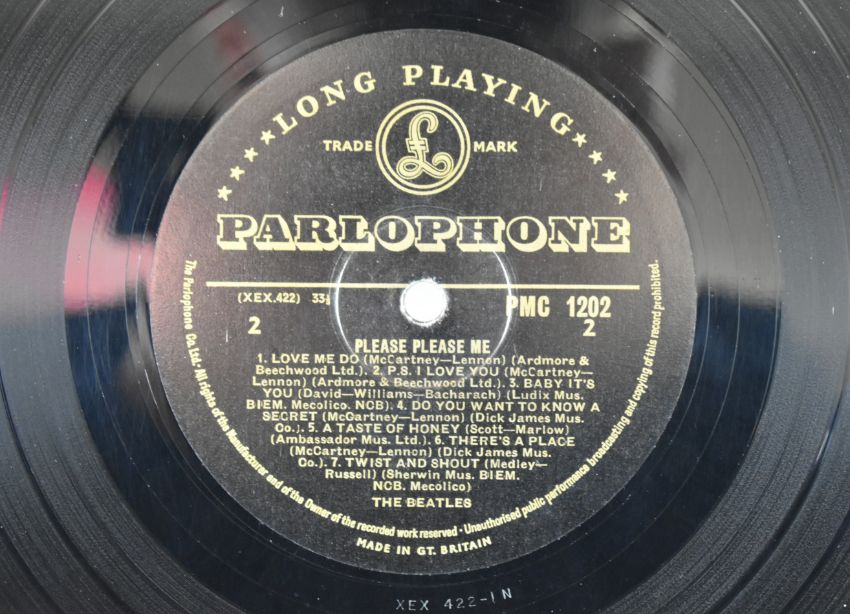 LONG PLAYING
TRADE £ MARK
PARLOPHONE
(XEX.422) 33⅓
PMC 1202
2
2
PLEASE PLEASE ME
1. LOVE ME DO (McCartney—Lennon) (Ardmore &
Beechwood Ltd.). 2. P.S. I LOVE YOU (McCartney—
Lennon) (Ardmore & Beechwood Ltd.). 3. BABY IT'S
YOU (David—Williams—Bacharach) (Ludix Mus.
BIEM. Mecolico. NCB). 4. DO YOU WANT TO KNOW A
SECRET (McCartney—Lennon) (Dick James Mus.
Co.). 5. A TASTE OF HONEY (Scott—Marlow)
(Ambassador Mus. Ltd.). 6. THERE'S A PLACE
(McCartney—Lennon) (Dick James Mus.
Co.). 7. TWIST AND SHOUT (Medley—
Russell) (Sherwin Mus. BIEM.
NCB. Mecolico)
THE BEATLES
The Parlophone Co. Ltd. All rights of the Manufacturer and of the Owner of the recorded work reserved · Unauthorised public performance broadcasting and copying of this record prohibited.
MADE IN GT. BRITAIN
XEX 422-1N